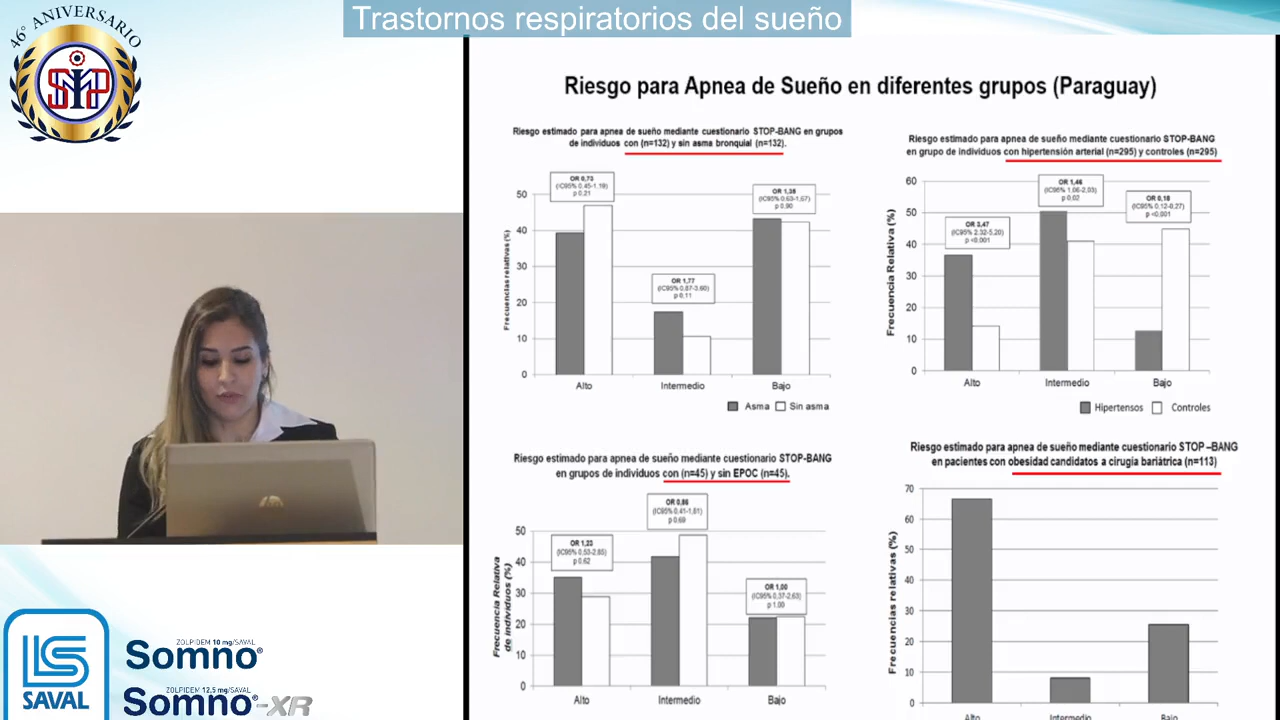 46° ANIVERSARIO
SMP
Trastornos respiratorios del sueño
Riesgo para Apnea de Sueño en diferentes grupos (Paraguay)
Riesgo estimado para apnea de sueño mediante cuestionario STOP-BANG en grupos
de individuos con (n=132) y sin asma bronquial (n=132).
Frecuencias relativas (%)
50
40
30
20
10
0
OR 0,73
(IC95% 0,45-1,19)
p 0,21
OR 1,77
(IC95% 0,87-3,60)
p 0,11
OR 1,38
p 0,90
Alto
Intermedio
Bajo
Asma
Sin asma
Riesgo estimado para apnea de sueño mediante cuestionario STOP-BANG
en grupo de individuos con hipertensión arterial (n=295) y controles (n=295)
Frecuencia Relativa (%)
60
50
40
30
20
10
0
OR 3,47
(IC95% 2,32-5,20)
p <0,001
OR 1,46
(IC95% 1,06-2,03)
p 0,02
OR 0,18
(IC95% 0,12-0,27)
p <0,001
Alto
Intermedio
Bajo
Hipertensos
Controles
Riesgo estimado para apnea de sueño mediante cuestionario STOP-BANG
en grupos de individuos con (n=45) y sin EPOC (n=45).
Frecuencia Relativa
de individuos (%)
50
40
30
20
10
0
OR 1,23
(IC95% 0,53-2,85)
p 0,62
OR 0,86
p 0,69
OR 1,00
(IC95% 0,37-2,63)
p 1,00
Alto
Intermedio
Bajo
Riesgo estimado para apnea de sueño mediante cuestionario STOP –BANG
en pacientes con obesidad candidatos a cirugía bariátrica (n=113)
Frecuencias relativas (%)
70
60
50
40
30
20
10
0
Alto
Intermedio
Bajo
hp
LS
SAVAL
ZOLPIDEM 10 mg/SAVAL
Somno®
ZOLPIDEM 12,5 mg/SAVAL
Somno®-XR